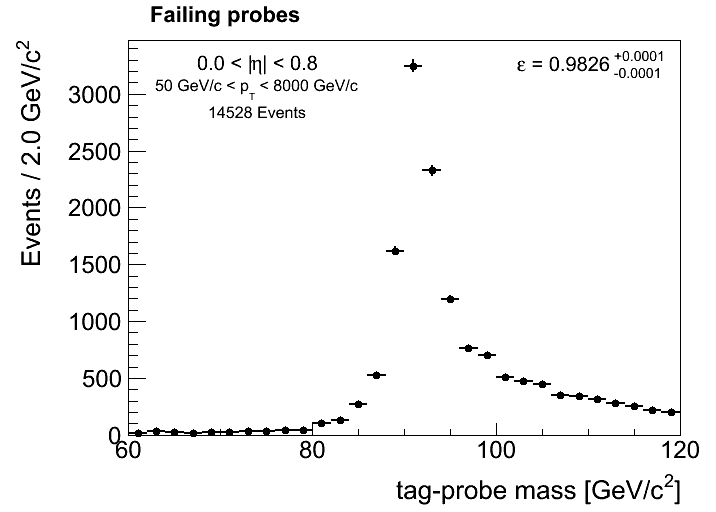 Failing probes
0.0 < |η| < 0.8
50 GeV/c < p_T < 8000 GeV/c
14528 Events
ε = 0.9826 +0.0001 -0.0001
Events / 2.0 GeV/c²
3000
2500
2000
1500
1000
500
0
60 80 100 120
tag-probe mass [GeV/c²]